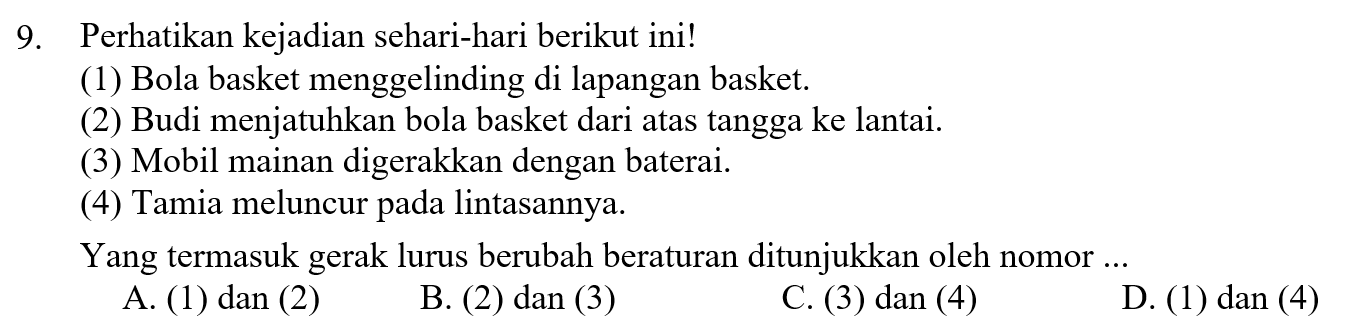 9. Perhatikan kejadian sehari-hari berikut ini!
(1) Bola basket menggelinding di lapangan basket.
(2) Budi menjatuhkan bola basket dari atas tangga ke lantai.
(3) Mobil mainan digerakkan dengan baterai.
(4) Tamia meluncur pada lintasannya.
Yang termasuk gerak lurus berubah beraturan ditunjukkan oleh nomor ...
A. (1) dan (2) B. (2) dan (3) C. (3) dan (4) D. (1) dan (4)